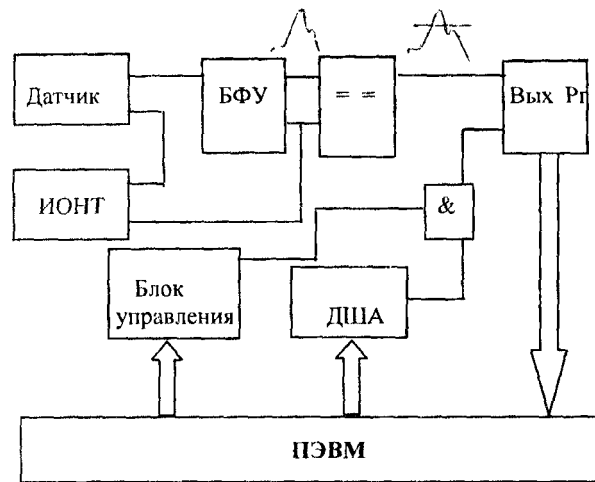 Датчик
БФУ
= =
Вых Рг
ИОНТ
&
Блок
управления
ДША
ПЭВМ